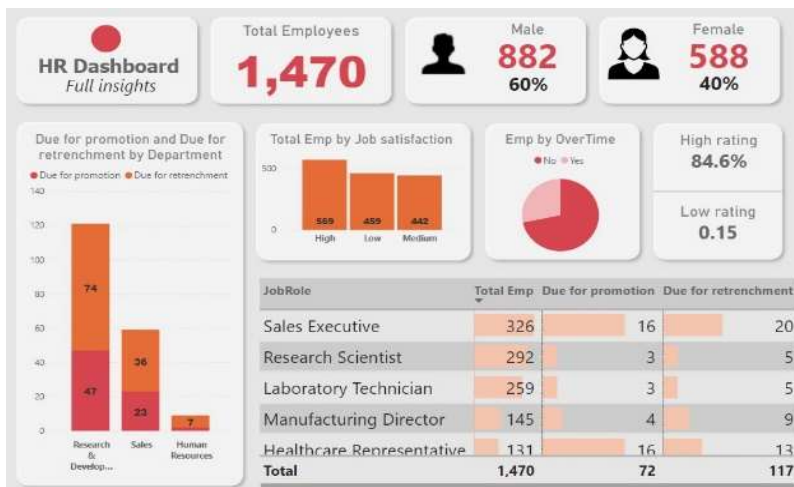 HR Dashboard
Full insights
Total Employees
1,470
Male
882
60%
Female
588
40%
Due for promotion and Due for
retrenchment by Department
Due for promotion Due for retrenchment
140
120
100
80
60
40
20
0
74
47
36
23
7
Research
&
Develop...
Sales
Human
Resources
Total Emp by Job satisfaction
500
0
569
459
442
High
Low
Medium
Emp by OverTime
No Yes
High rating
84.6%
Low rating
0.15
JobRole Total Emp Due for promotion Due for retrenchment
Sales Executive 326 16 20
Research Scientist 292 3 5
Laboratory Technician 259 3 5
Manufacturing Director 145 4 9
Healthcare Representative 131 16 13
Total 1,470 72 117